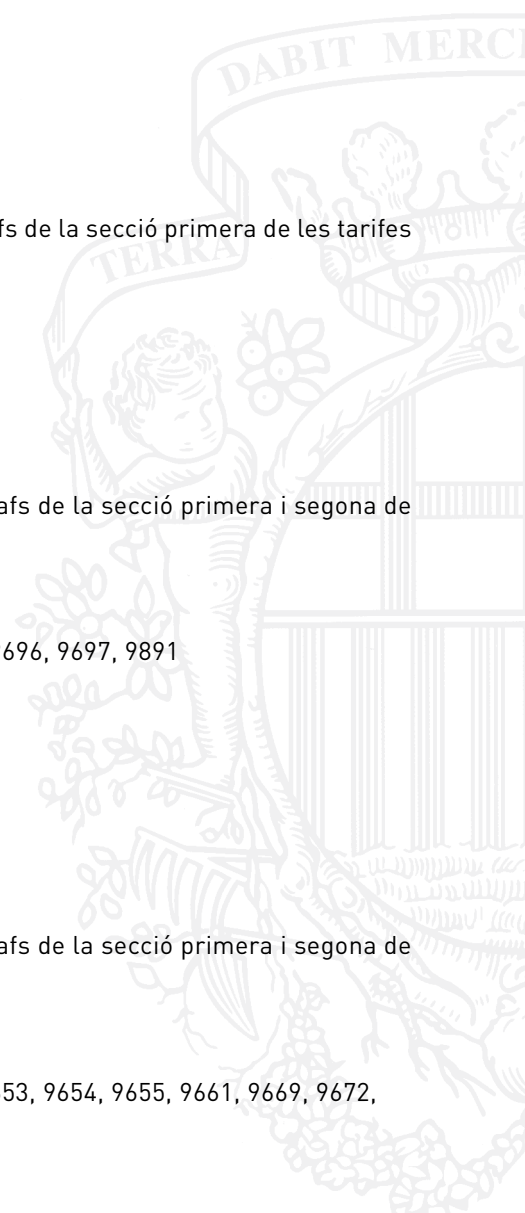 DABIT MERC
TERRA
fs de la secció primera de les tarifes
afs de la secció primera i segona de
696, 9697, 9891
afs de la secció primera i segona de
53, 9654, 9655, 9661, 9669, 9672,